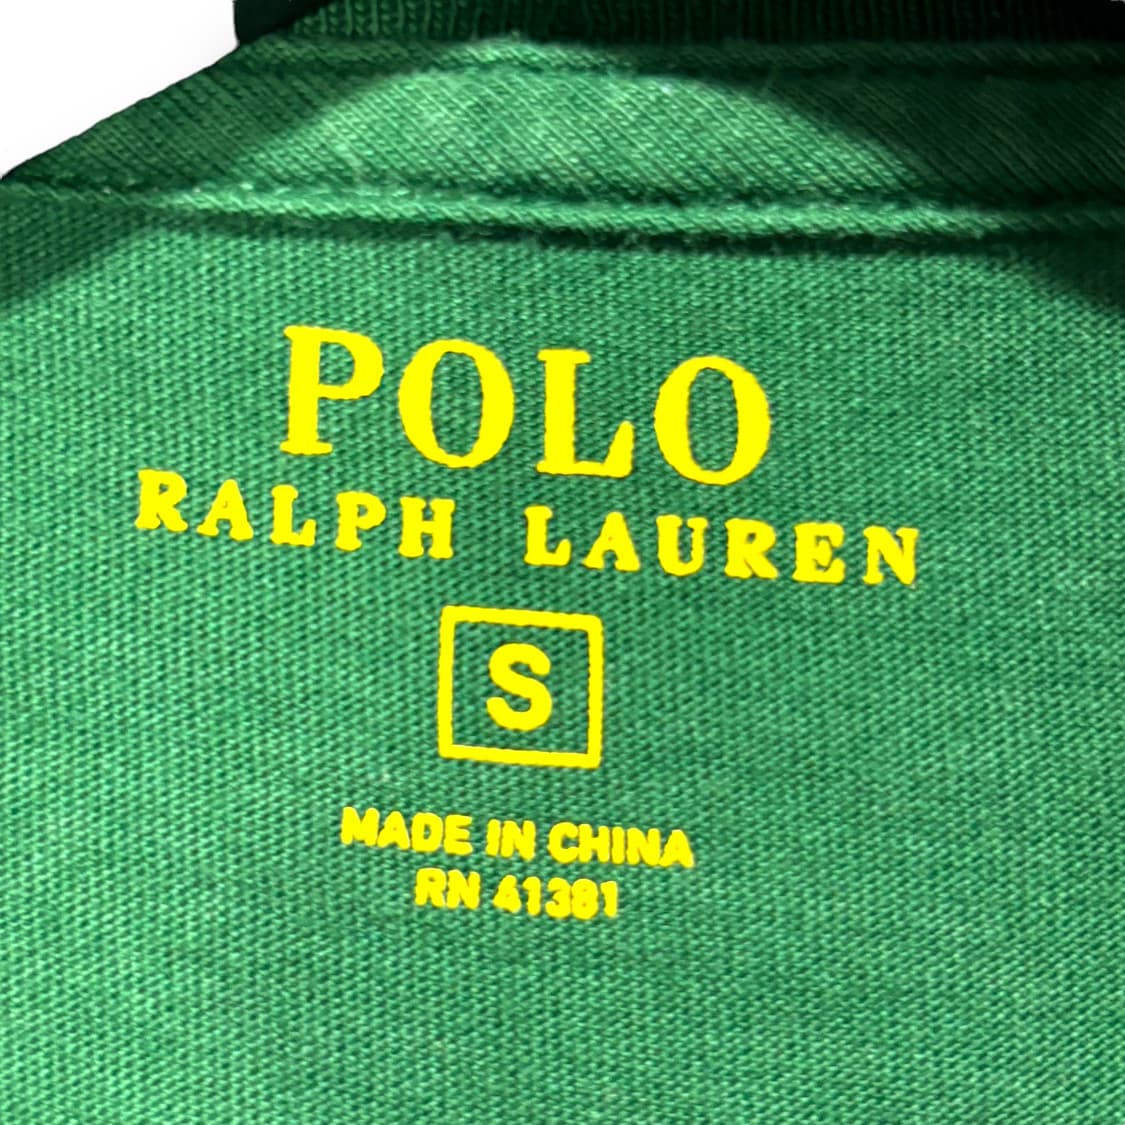 POLO
RALPH LAUREN
S
MADE IN CHINA
RN 41381